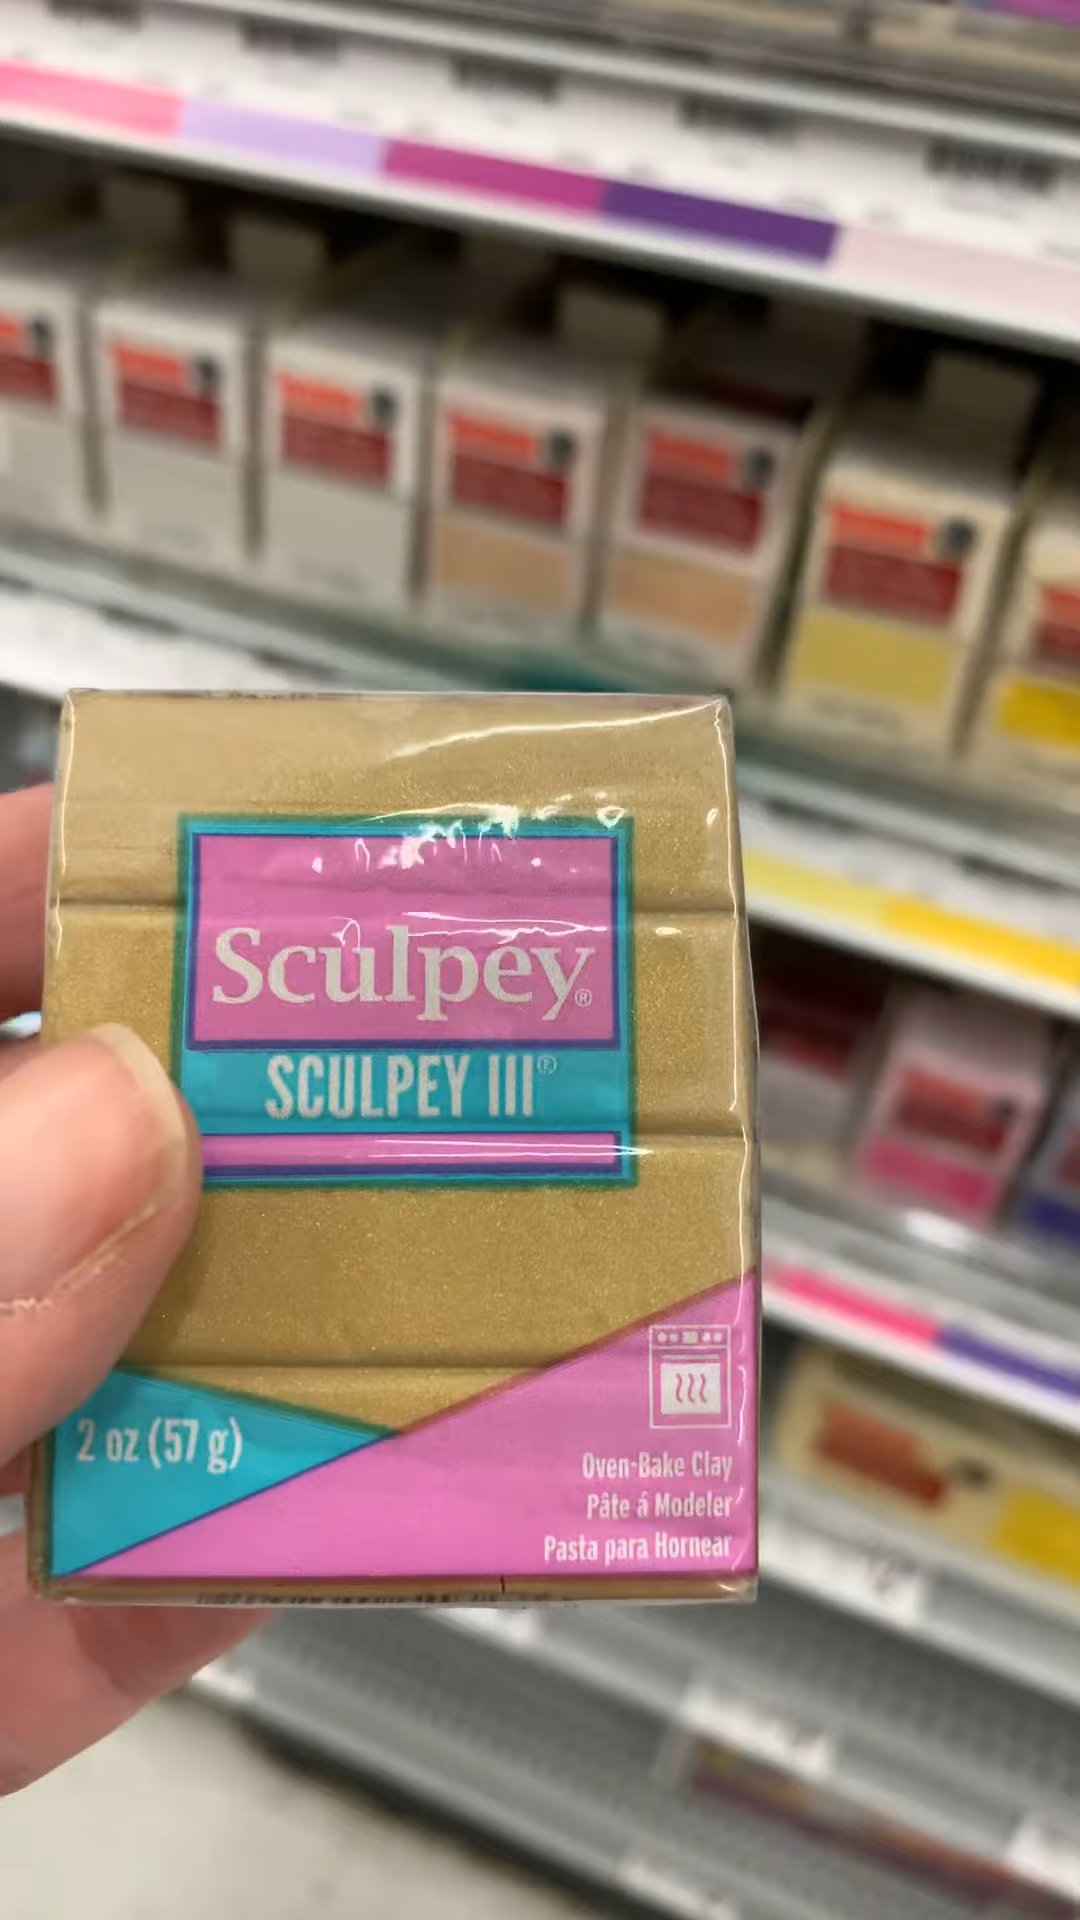 Sculpey®
SCULPEY III®
2 oz (57 g)
Oven-Bake Clay
Pâte á Modeler
Pasta para Hornear